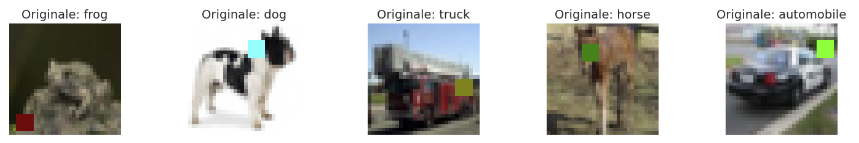 Originale: frog
Originale: dog
Originale: truck
Originale: horse
Originale: automobile